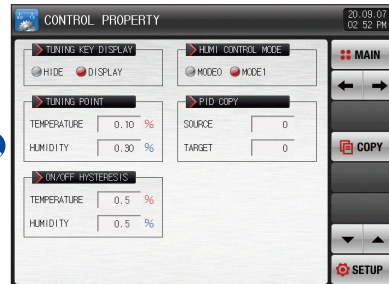 CONTROL PROPERTY
20.09.07
02 52 PM
TUNING KEY DISPLAY
HIDE DISPLAY
HUMI CONTROL MODE
MODE0 MODE1
TUNING POINT
TEMPERATURE 0.10 %
HUMIDITY 0.30 %
PID COPY
SOURCE 0
TARGET 0
ON/OFF HYSTERESIS
TEMPERATURE 0.5 %
HUMIDITY 0.5 %
MAIN
COPY
SETUP